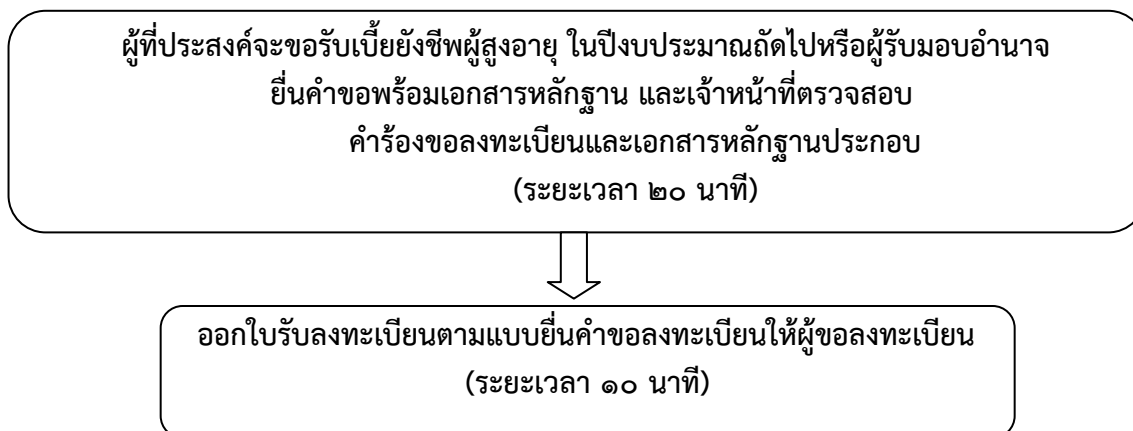 ผู้ที่ประสงค์จะขอรับเบี้ยยังชีพผู้สูงอายุ ในปีงบประมาณถัดไปหรือผู้รับมอบอำนาจ
ยื่นคำขอพร้อมเอกสารหลักฐาน และเจ้าหน้าที่ตรวจสอบ
คำร้องขอลงทะเบียนและเอกสารหลักฐานประกอบ
(ระยะเวลา ๒๐ นาที)
ออกใบรับลงทะเบียนตามแบบยื่นคำขอลงทะเบียนให้ผู้ขอลงทะเบียน
(ระยะเวลา ๑๐ นาที)